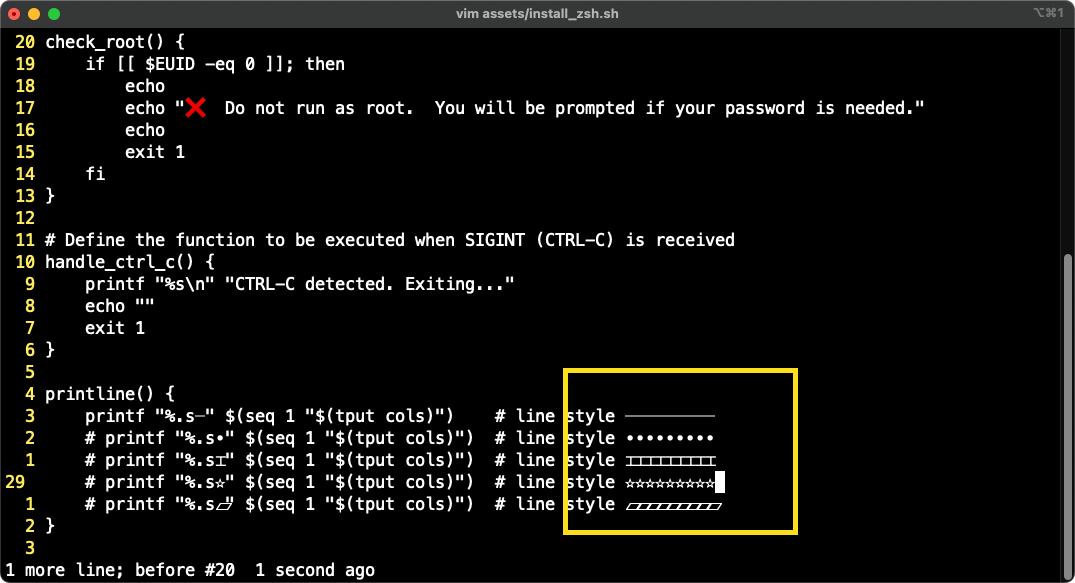 vim assets/install_zsh.sh ⌥⌘1
20 check_root() {
19     if [[ $EUID -eq 0 ]]; then
18         echo
17         echo "❌  Do not run as root.  You will be prompted if your password is needed."
16         echo
15         exit 1
14     fi
13 }
12
11 # Define the function to be executed when SIGINT (CTRL-C) is received
10 handle_ctrl_c() {
 9     printf "%s\n" "CTRL-C detected. Exiting..."
 8     echo ""
 7     exit 1
 6 }
 5
 4 printline() {
 3     printf "%.s─" $(seq 1 "$(tput cols)")    # line style ─────────
 2     # printf "%.s•" $(seq 1 "$(tput cols)")  # line style •••••••••
 1     # printf "%.s⌶" $(seq 1 "$(tput cols)")  # line style ⌶⌶⌶⌶⌶⌶⌶⌶⌶
29     # printf "%.s☆" $(seq 1 "$(tput cols)")  # line style ☆☆☆☆☆☆☆☆☆
 1     # printf "%.s▱" $(seq 1 "$(tput cols)")  # line style ▱▱▱▱▱▱▱▱▱
 2 }
 3
1 more line; before #20  1 second ago